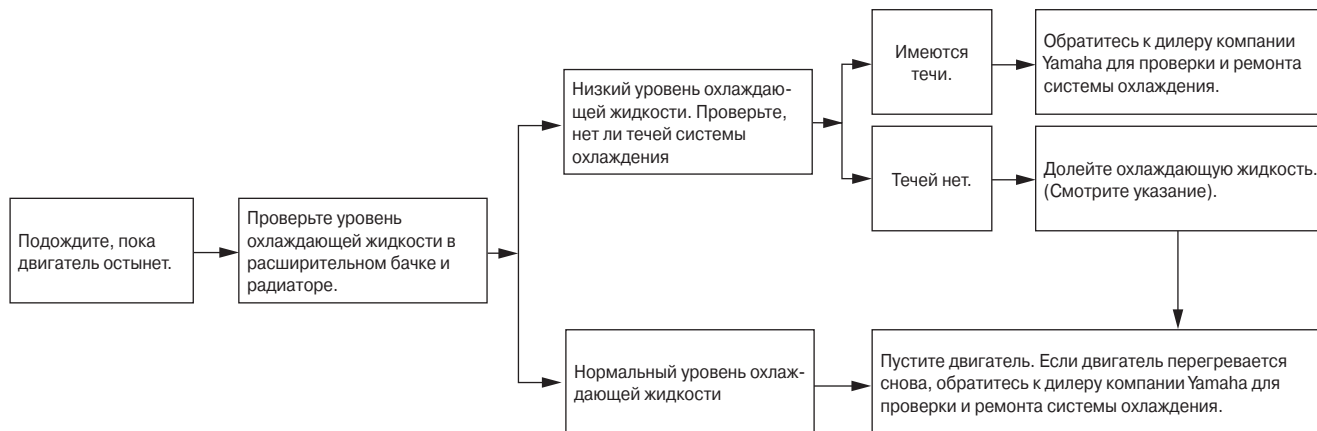 Подождите, пока
двигатель остынет.
Проверьте уровень
охлаждающей жидкости в
расширительном бачке и
радиаторе.
Низкий уровень охлаждаю-
щей жидкости. Проверьте,
нет ли течей системы
охлаждения
Имеются
течи.
Обратитесь к дилеру компании
Yamaha для проверки и ремонта
системы охлаждения.
Течей нет.
Долейте охлаждающую жидкость.
(Смотрите указание).
Нормальный уровень охлаж-
дающей жидкости
Пустите двигатель. Если двигатель перегревается
снова, обратитесь к дилеру компании Yamaha для
проверки и ремонта системы охлаждения.